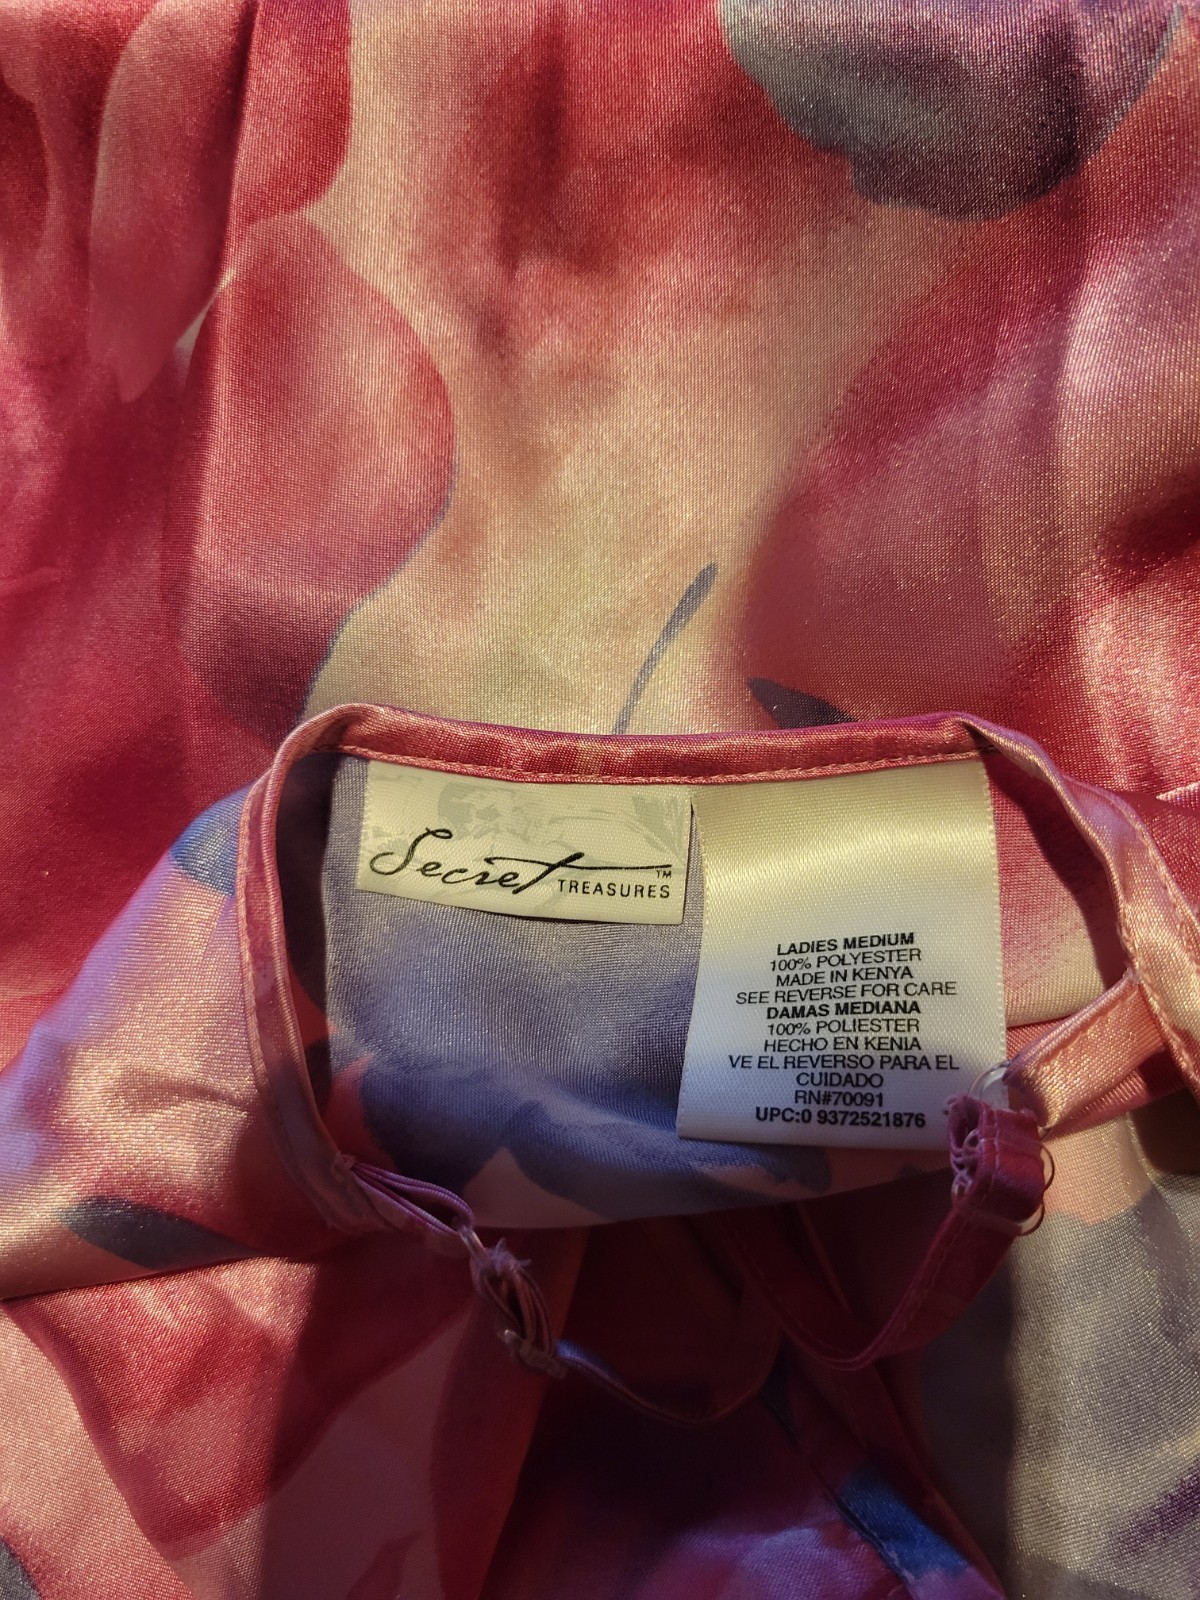 Secret TREASURES™
LADIES MEDIUM
100% POLYESTER
MADE IN KENYA
SEE REVERSE FOR CARE
DAMAS MEDIANA
100% POLIESTER
HECHO EN KENIA
VE EL REVERSO PARA EL
CUIDADO
RN#70091
UPC:0 9372521876